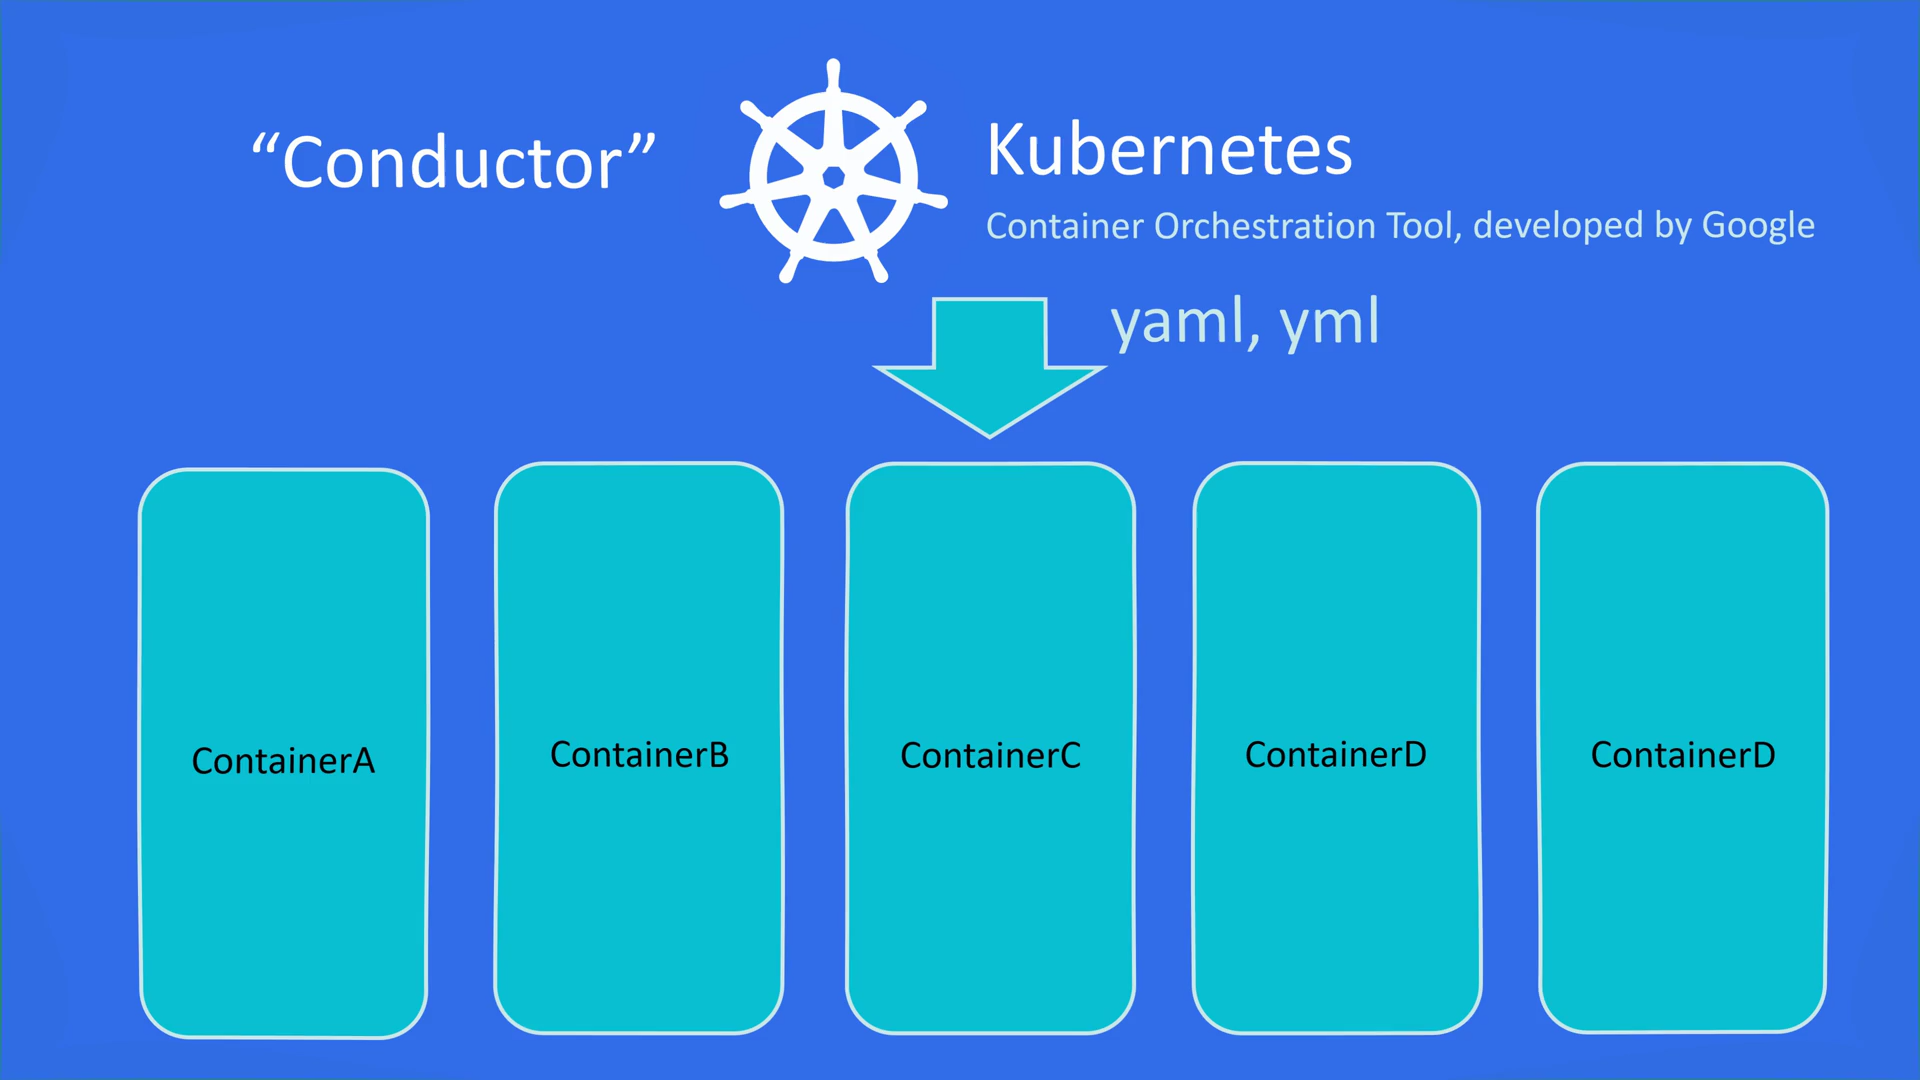 “Conductor”
Kubernetes
Container Orchestration Tool, developed by Google
yaml, yml
ContainerA
ContainerB
ContainerC
ContainerD
ContainerD